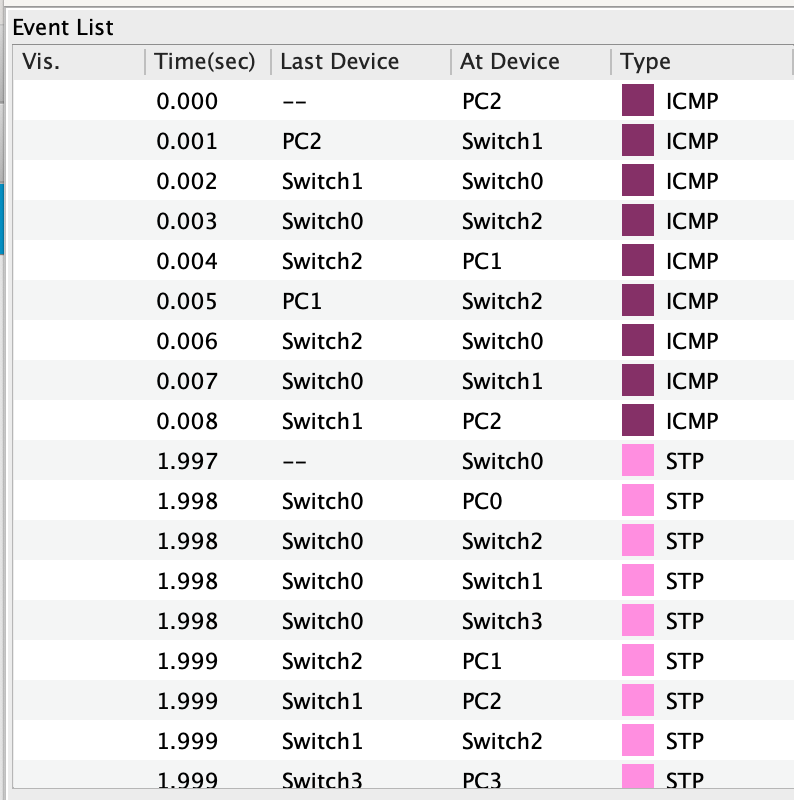 Event List
Vis. Time(sec) Last Device At Device Type
0.000 -- PC2 ICMP
0.001 PC2 Switch1 ICMP
0.002 Switch1 Switch0 ICMP
0.003 Switch0 Switch2 ICMP
0.004 Switch2 PC1 ICMP
0.005 PC1 Switch2 ICMP
0.006 Switch2 Switch0 ICMP
0.007 Switch0 Switch1 ICMP
0.008 Switch1 PC2 ICMP
1.997 -- Switch0 STP
1.998 Switch0 PC0 STP
1.998 Switch0 Switch2 STP
1.998 Switch0 Switch1 STP
1.998 Switch0 Switch3 STP
1.999 Switch2 PC1 STP
1.999 Switch1 PC2 STP
1.999 Switch1 Switch2 STP
1.999 Switch3 PC3 STP